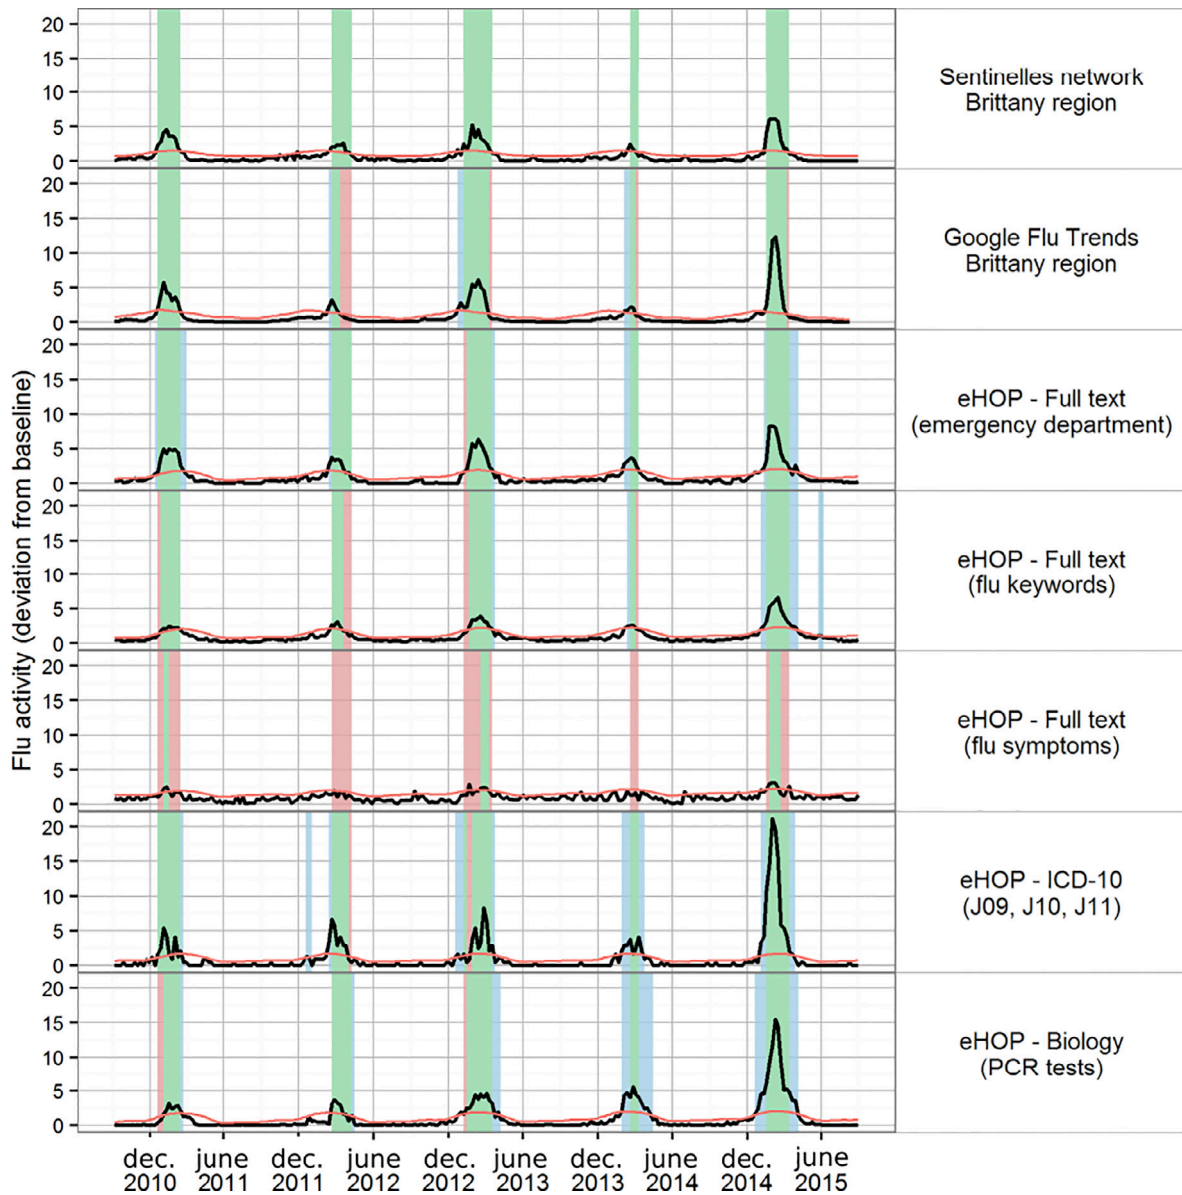 Flu activity (deviation from baseline)
20
15
10
5
0
Sentinelles network
Brittany region
20
15
10
5
0
Google Flu Trends
Brittany region
20
15
10
5
0
eHOP - Full text
(emergency department)
20
15
10
5
0
eHOP - Full text
(flu keywords)
20
15
10
5
0
eHOP - Full text
(flu symptoms)
20
15
10
5
0
eHOP - ICD-10
(J09, J10, J11)
20
15
10
5
0
eHOP - Biology
(PCR tests)
dec. june dec. june dec. june dec. june dec. june
2010 2011 2011 2012 2012 2013 2013 2014 2014 2015